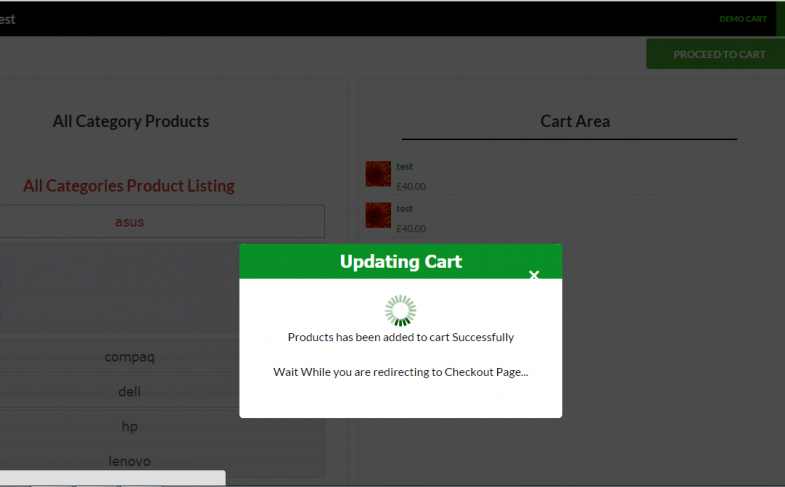 est
DEMO CART
PROCEED TO CART
All Category Products
Cart Area
All Categories Product Listing
test
£40.00
asus
test
£40.00
Updating Cart
×
Products has been added to cart Successfully
Wait While you are redirecting to Checkout Page...
compaq
dell
hp
lenovo